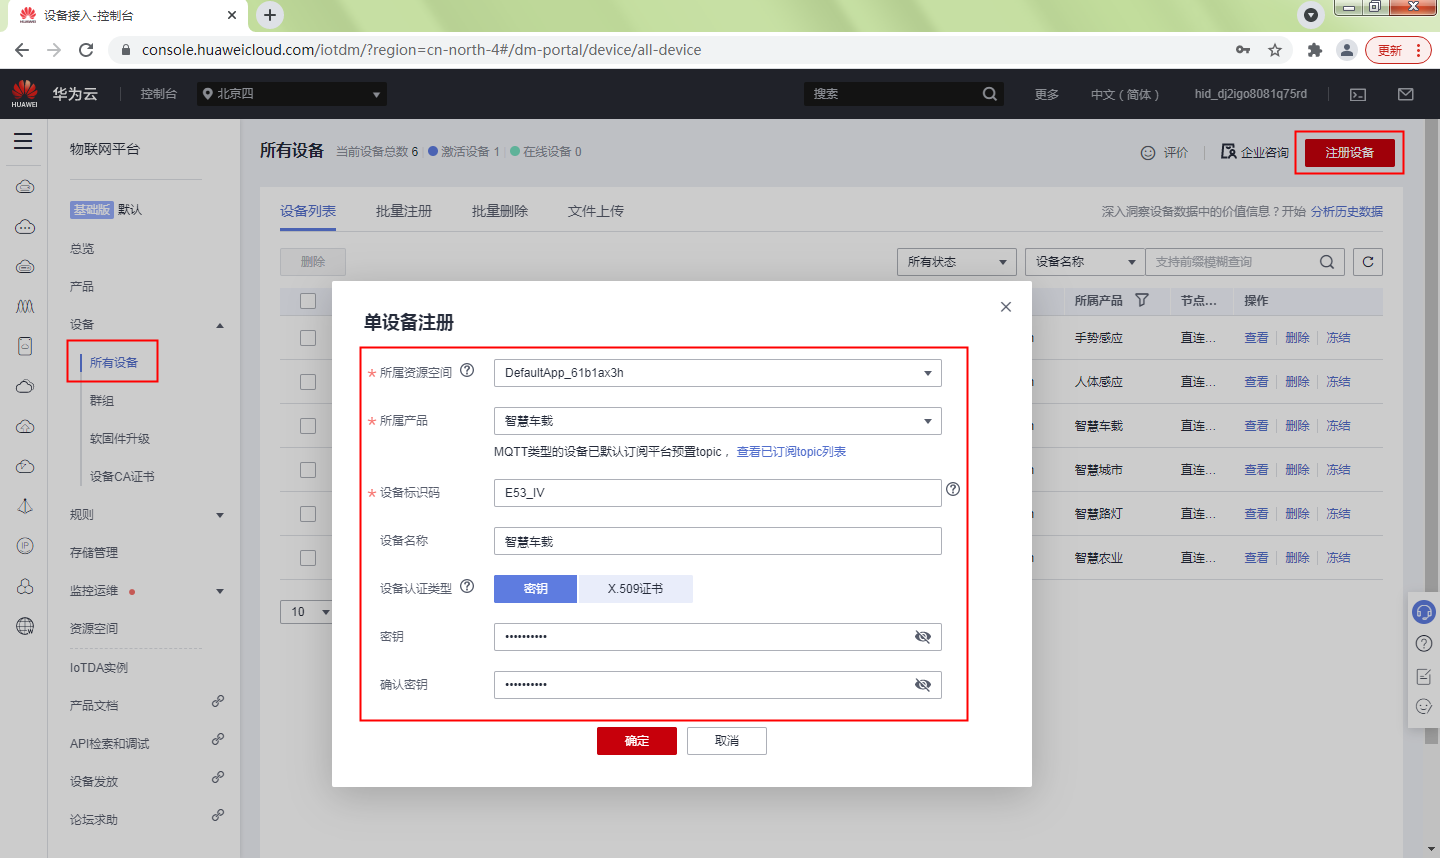 设备接入-控制台
console.huaweicloud.com/iotdm/?region=cn-north-4#/dm-portal/device/all-device
更新
HUAWEI
华为云
控制台
北京四
搜索
更多
中文（简体）
hid_dj2igo8081q75rd
物联网平台
基础版 默认
总览
产品
设备
所有设备
群组
软固件升级
设备CA证书
规则
存储管理
监控运维
资源空间
IoTDA实例
产品文档
API检索和调试
设备发放
论坛求助
所有设备 当前设备总数 6 激活设备 1 在线设备 0
评价
企业咨询
注册设备
设备列表 批量注册 批量删除 文件上传
深入洞察设备数据中的价值信息？开始 分析历史数据
删除
所有状态
设备名称
支持前缀模糊查询
所属产品 节点... 操作
手势感应 直连... 查看 删除 冻结
人体感应 直连... 查看 删除 冻结
智慧车载 直连... 查看 删除 冻结
智慧城市 直连... 查看 删除 冻结
智慧路灯 直连... 查看 删除 冻结
智慧农业 直连... 查看 删除 冻结
10
单设备注册
* 所属资源空间 DefaultApp_61b1ax3h
* 所属产品 智慧车载
MQTT类型的设备已默认订阅平台预置topic，查看已订阅topic列表
* 设备标识码 E53_IV
设备名称 智慧车载
设备认证类型 密钥 X.509证书
密钥 ••••••••••
确认密钥 ••••••••••
确定 取消